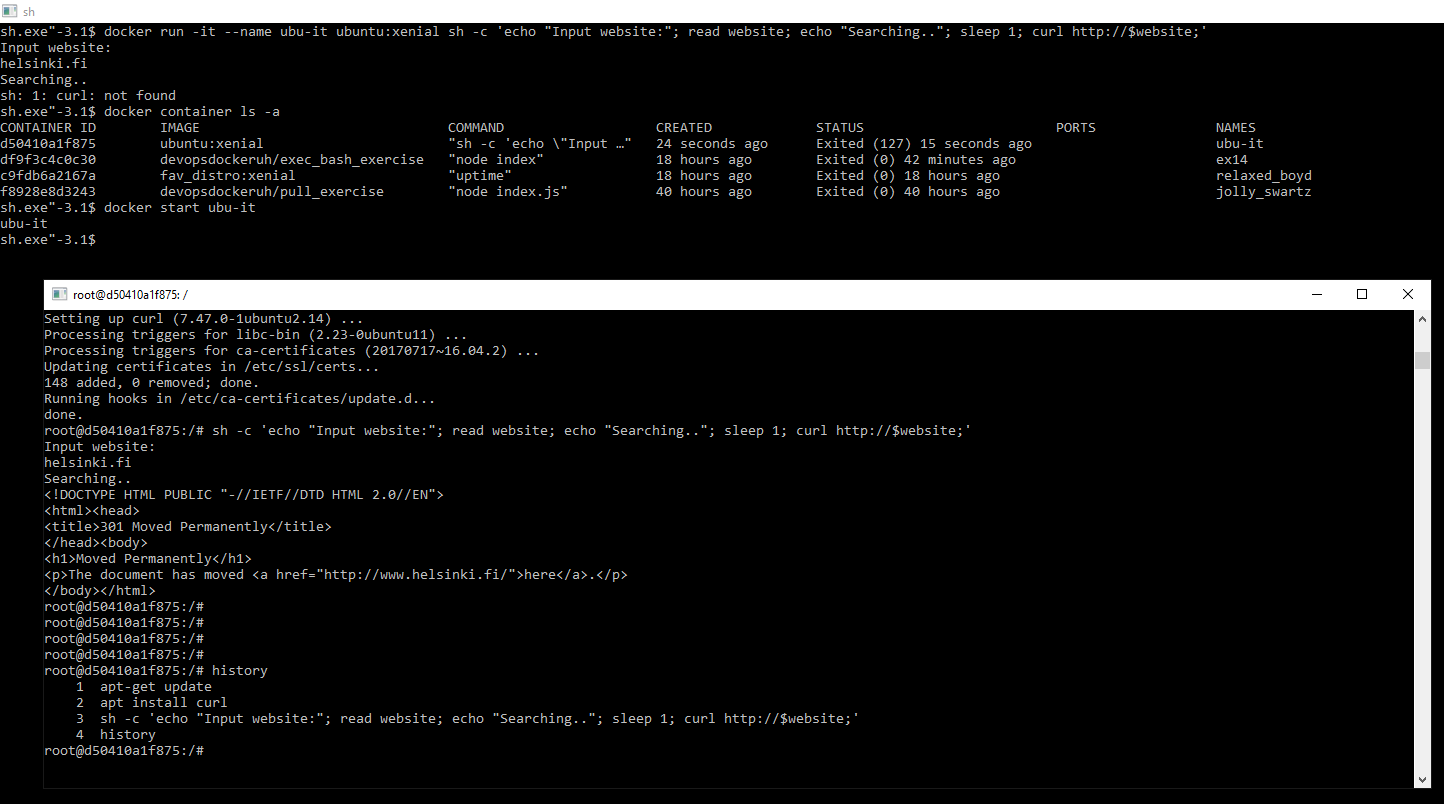 sh
sh.exe"-3.1$ docker run -it --name ubu-it ubuntu:xenial sh -c 'echo "Input website:"; read website; echo "Searching.."; sleep 1; curl http://$website;'
Input website:
helsinki.fi
Searching..
sh: 1: curl: not found
sh.exe"-3.1$ docker container ls -a
CONTAINER ID        IMAGE                               COMMAND                   CREATED             STATUS                        PORTS               NAMES
d50410a1f875        ubuntu:xenial                       "sh -c 'echo \"Input …"   24 seconds ago      Exited (127) 15 seconds ago                       ubu-it
df9f3c4c0c30        devopsdockeruh/exec_bash_exercise   "node index"              18 hours ago        Exited (0) 42 minutes ago                         ex14
c9fdb6a2167a        fav_distro:xenial                   "uptime"                  18 hours ago        Exited (0) 18 hours ago                           relaxed_boyd
f8928e8d3243        devopsdockeruh/pull_exercise        "node index.js"           40 hours ago        Exited (0) 40 hours ago                           jolly_swartz
sh.exe"-3.1$ docker start ubu-it
ubu-it
sh.exe"-3.1$
root@d50410a1f875: /
Setting up curl (7.47.0-1ubuntu2.14) ...
Processing triggers for libc-bin (2.23-0ubuntu11) ...
Processing triggers for ca-certificates (20170717~16.04.2) ...
Updating certificates in /etc/ssl/certs...
148 added, 0 removed; done.
Running hooks in /etc/ca-certificates/update.d...
done.
root@d50410a1f875:/# sh -c 'echo "Input website:"; read website; echo "Searching.."; sleep 1; curl http://$website;'
Input website:
helsinki.fi
Searching..
<!DOCTYPE HTML PUBLIC "-//IETF//DTD HTML 2.0//EN">
<html><head>
<title>301 Moved Permanently</title>
</head><body>
<h1>Moved Permanently</h1>
<p>The document has moved <a href="http://www.helsinki.fi/">here</a>.</p>
</body></html>
root@d50410a1f875:/#
root@d50410a1f875:/#
root@d50410a1f875:/#
root@d50410a1f875:/#
root@d50410a1f875:/# history
    1  apt-get update
    2  apt install curl
    3  sh -c 'echo "Input website:"; read website; echo "Searching.."; sleep 1; curl http://$website;'
    4  history
root@d50410a1f875:/#